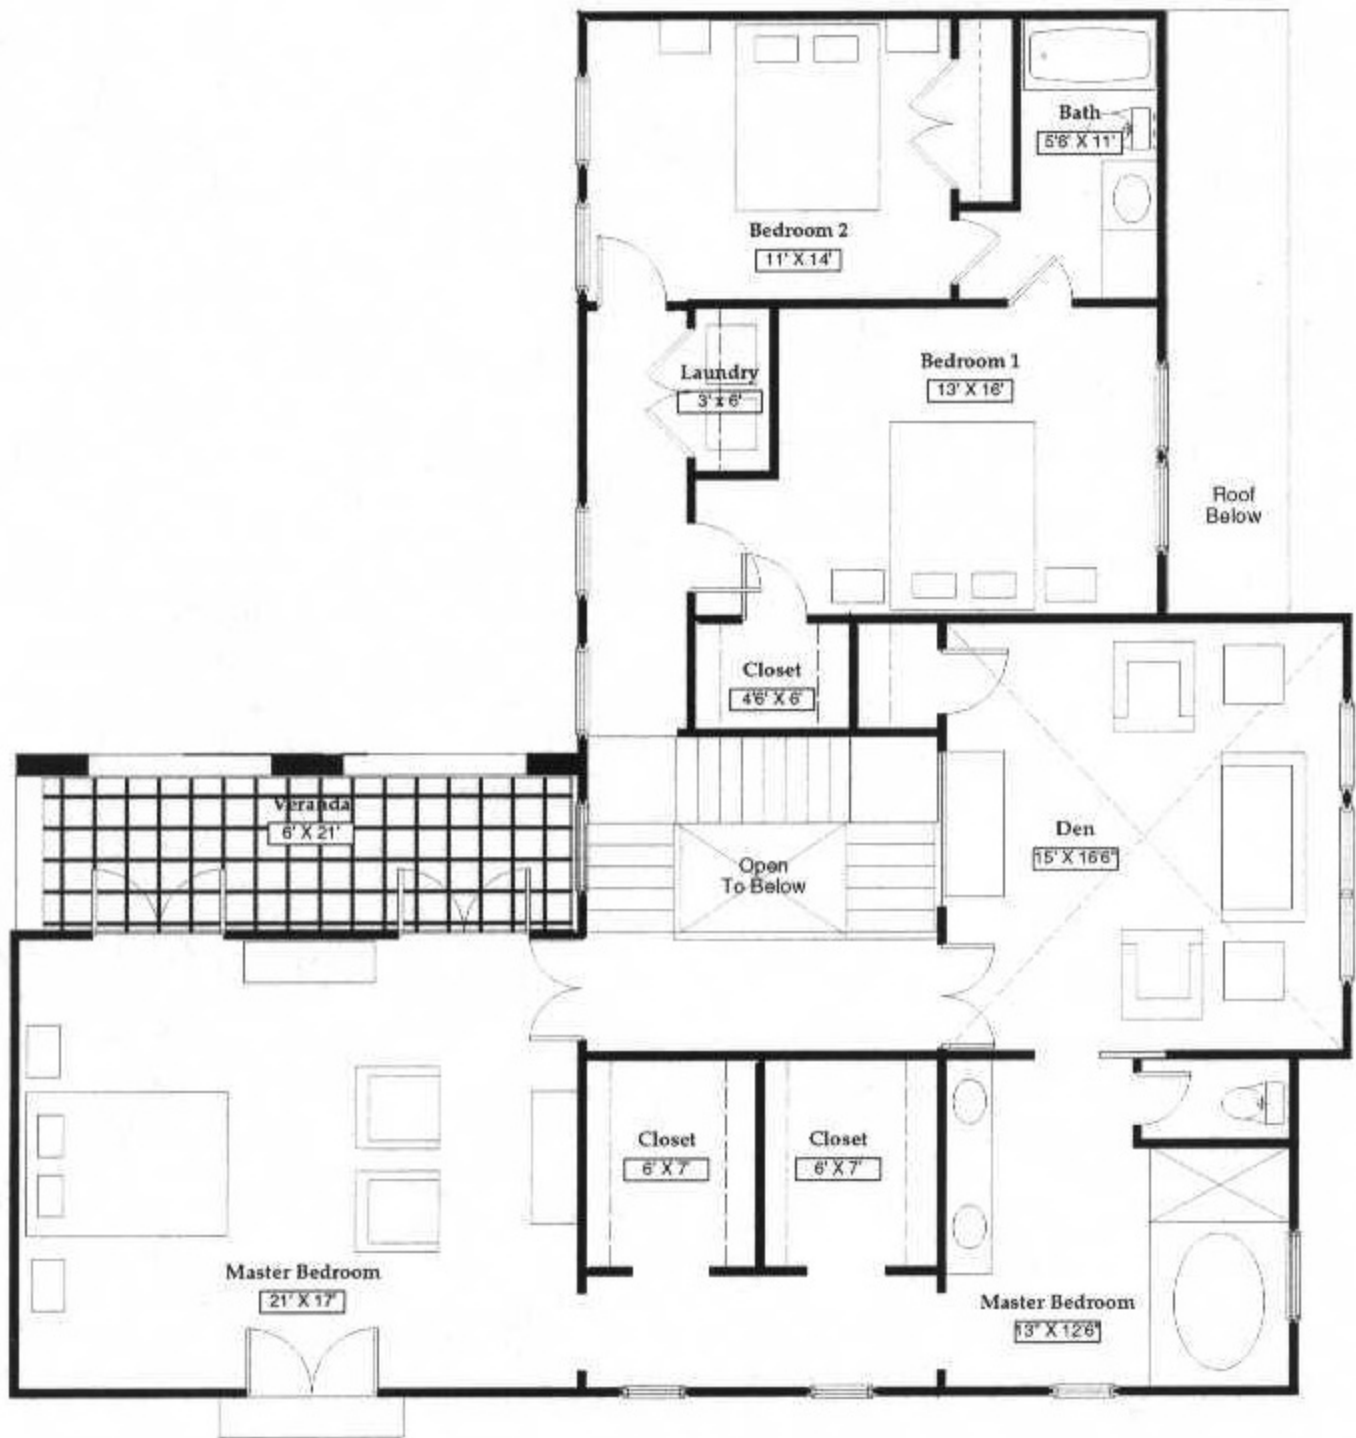 Bath
5'6' X 11'
Bedroom 2
11' X 14'
Bedroom 1
13' X 16'
Laundry
3' x 6'
Roof
Below
Closet
4'6' X 6'
Veranda
6' X 21'
Open
To Below
Den
15' X 16'6"
Closet
6' X 7'
Closet
6' X 7'
Master Bedroom
21' X 17'
Master Bedroom
13" X 12'6"